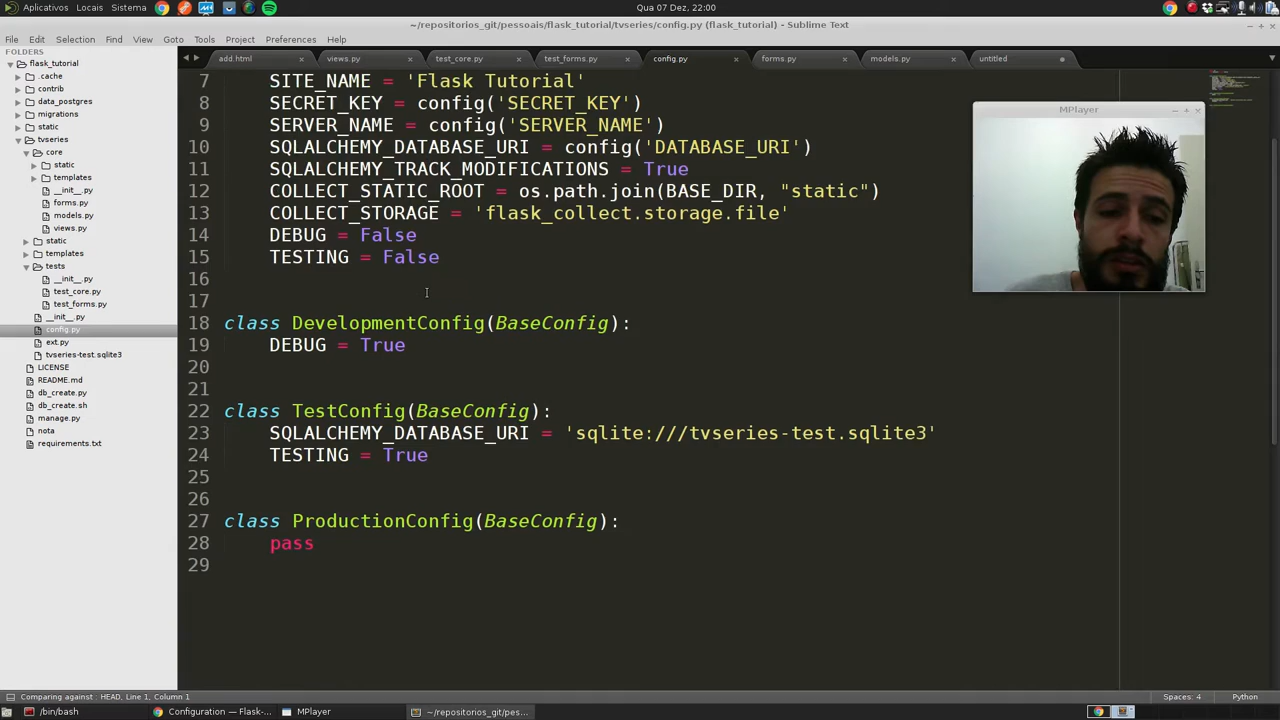 Aplicativos Locais Sistema Qua 07 Dez, 22:00
~/repositorios_git/pessoais/flask_tutorial/tvseries/config.py (flask_tutorial) - Sublime Text
File Edit Selection Find View Goto Tools Project Preferences Help
FOLDERS
flask_tutorial
.cache
contrib
data_postgres
migrations
static
tvseries
core
static
templates
__init__.py
forms.py
models.py
views.py
static
templates
tests
__init__.py
test_core.py
test_forms.py
__init__.py
config.py
ext.py
tvseries-test.sqlite3
LICENSE
README.md
db_create.py
db_create.sh
manage.py
nota
requirements.txt
add.html views.py test_core.py test_forms.py config.py forms.py models.py untitled
7 SITE_NAME = 'Flask Tutorial'
8 SECRET_KEY = config('SECRET_KEY')
9 SERVER_NAME = config('SERVER_NAME')
10 SQLALCHEMY_DATABASE_URI = config('DATABASE_URI')
11 SQLALCHEMY_TRACK_MODIFICATIONS = True
12 COLLECT_STATIC_ROOT = os.path.join(BASE_DIR, "static")
13 COLLECT_STORAGE = 'flask_collect.storage.file'
14 DEBUG = False
15 TESTING = False
16
17
18 class DevelopmentConfig(BaseConfig):
19 DEBUG = True
20
21
22 class TestConfig(BaseConfig):
23 SQLALCHEMY_DATABASE_URI = 'sqlite:///tvseries-test.sqlite3'
24 TESTING = True
25
26
27 class ProductionConfig(BaseConfig):
28 pass
29
MPlayer
Comparing against : HEAD, Line 1, Column 1 Spaces: 4 Python
/bin/bash Configuration — Flask-... MPlayer ~/repositorios_git/pes...